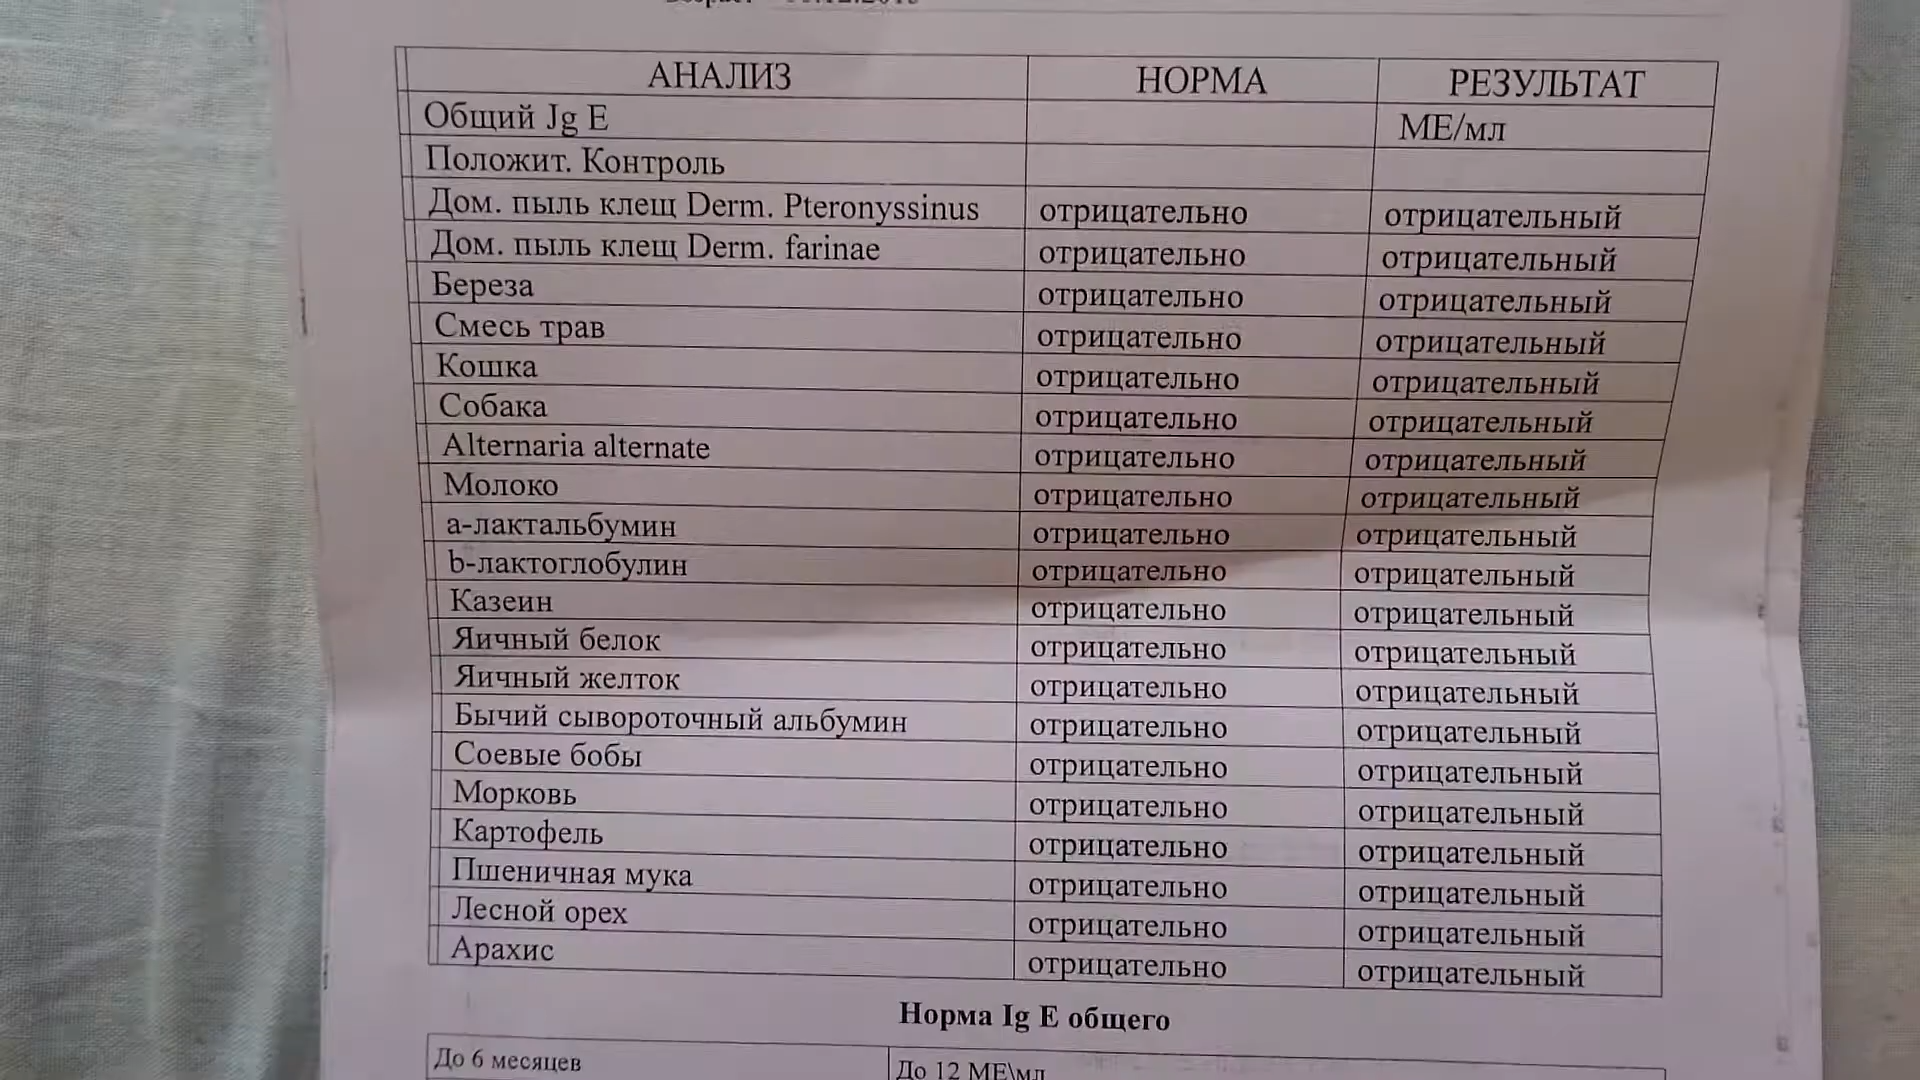 АНАЛИЗ НОРМА РЕЗУЛЬТАТ
Общий Jg E МЕ/мл
Положит. Контроль
Дом. пыль клещ Derm. Pteronyssinus отрицательно отрицательный
Дом. пыль клещ Derm. farinae отрицательно отрицательный
Береза отрицательно отрицательный
Смесь трав отрицательно отрицательный
Кошка отрицательно отрицательный
Собака отрицательно отрицательный
Alternaria alternate отрицательно отрицательный
Молоко отрицательно отрицательный
a-лактальбумин отрицательно отрицательный
b-лактоглобулин отрицательно отрицательный
Казеин отрицательно отрицательный
Яичный белок отрицательно отрицательный
Яичный желток отрицательно отрицательный
Бычий сывороточный альбумин отрицательно отрицательный
Соевые бобы отрицательно отрицательный
Морковь отрицательно отрицательный
Картофель отрицательно отрицательный
Пшеничная мука отрицательно отрицательный
Лесной орех отрицательно отрицательный
Арахис отрицательно отрицательный
Норма Ig E общего
До 6 месяцев До 12 МЕ\мл